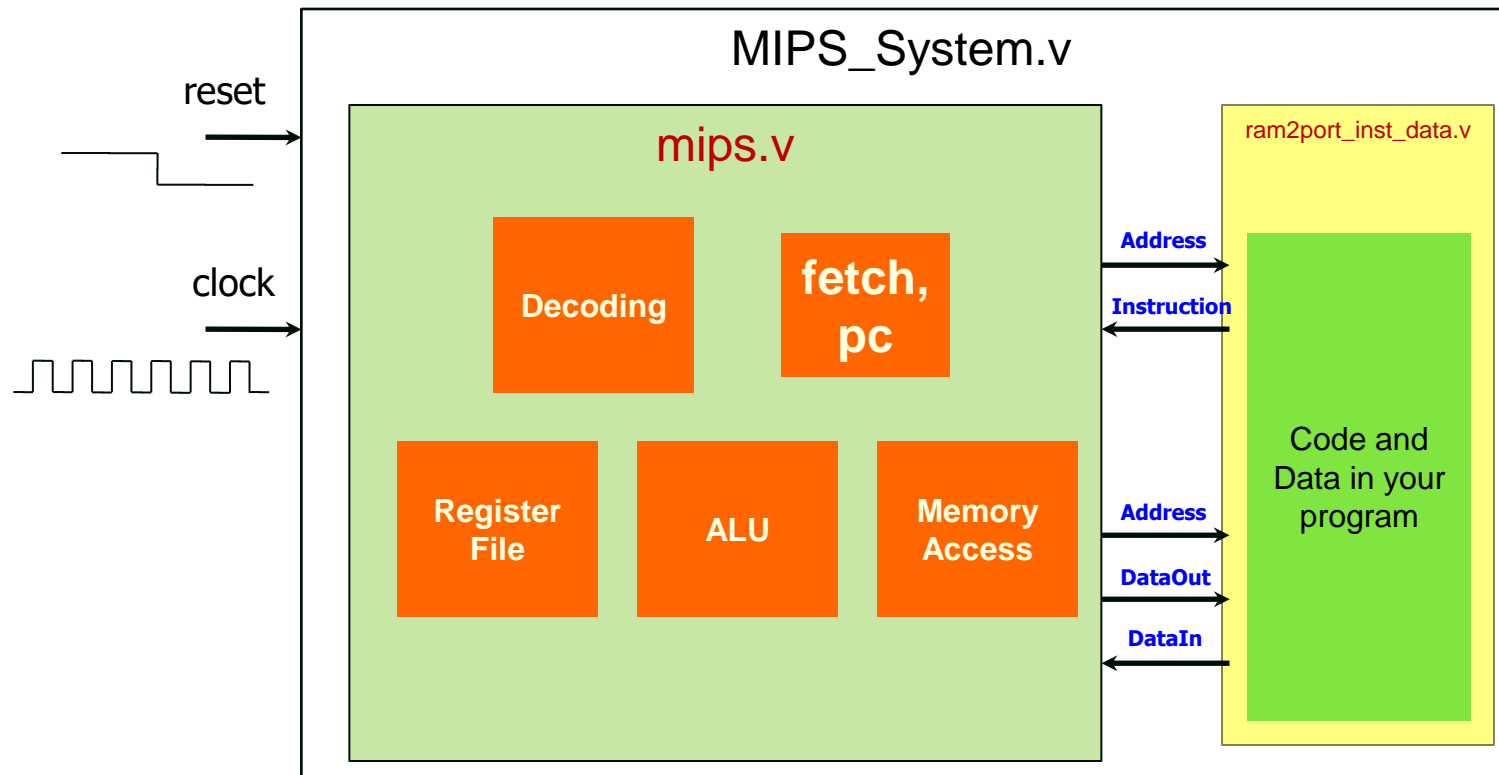 MIPS_System.v
reset
clock
mips.v
Decoding
fetch,
pc
Register
File
ALU
Memory
Access
Address
Instruction
Address
DataOut
DataIn
ram2port_inst_data.v
Code and
Data in your
program